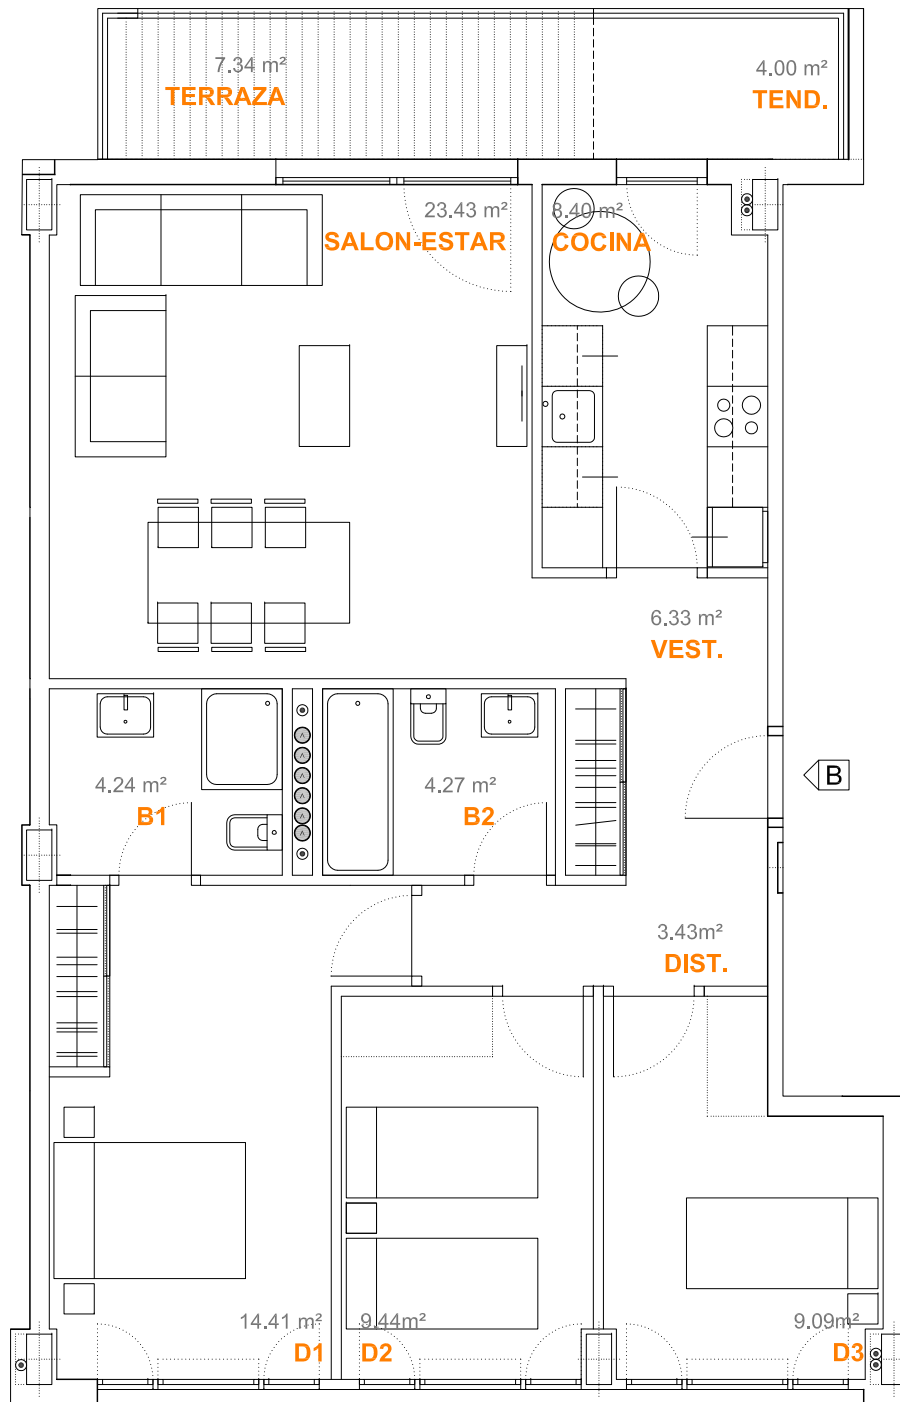 7.34 m²
TERRAZA
4.00 m²
TEND.
23.43 m²
SALON-ESTAR
8.40 m²
COCINA
6.33 m²
VEST.
B
4.24 m²
B1
4.27 m²
B2
3.43m²
DIST.
14.41 m²
D1
9.44m²
D2
9.09m²
D3